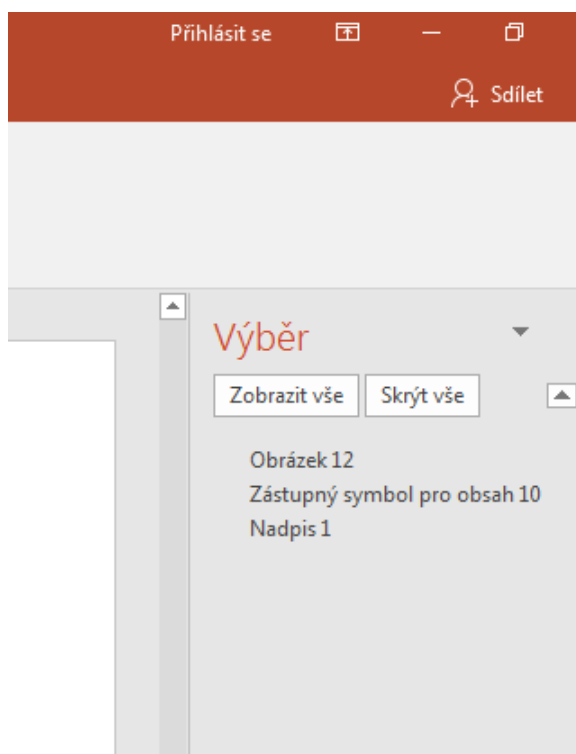 Přihlásit se
Sdílet
Výběr
Zobrazit vše Skrýt vše
Obrázek 12
Zástupný symbol pro obsah 10
Nadpis 1